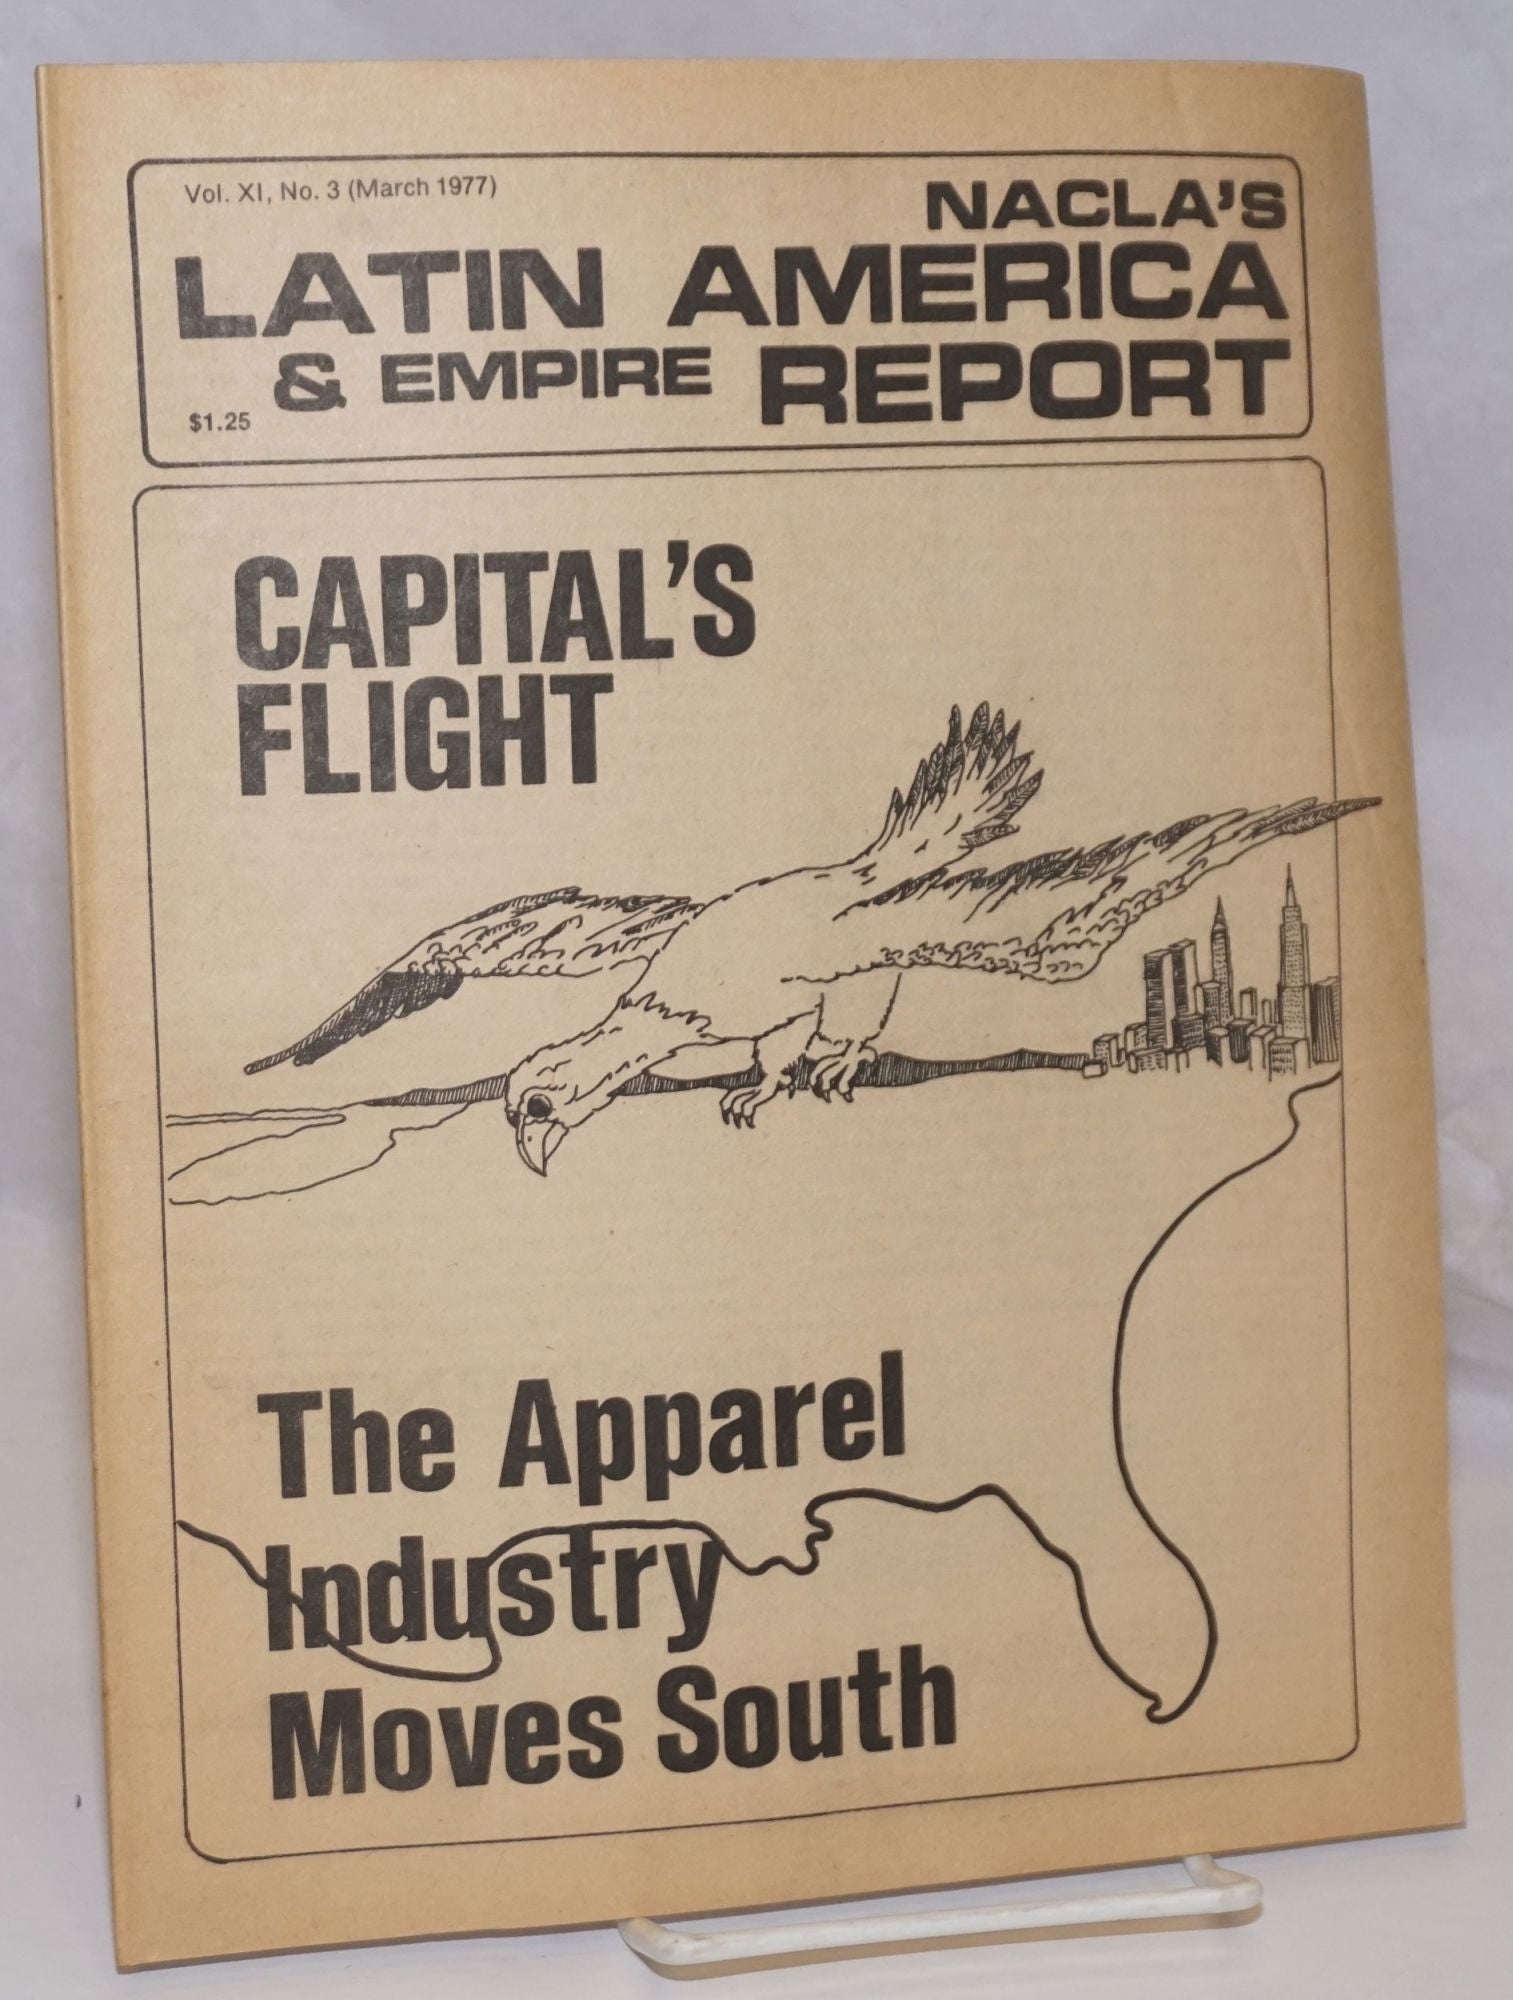 Vol. XI, No. 3 (March 1977)
NACLA'S
LATIN AMERICA
& EMPIRE REPORT
$1.25
CAPITAL'S
FLIGHT
The Apparel
Industry
Moves South